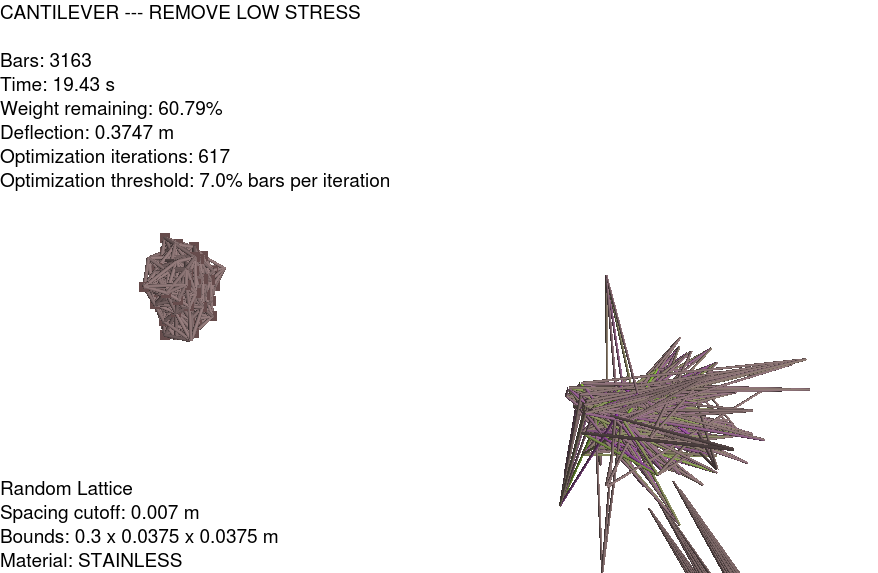 CANTILEVER --- REMOVE LOW STRESS
Bars: 3163
Time: 19.43 s
Weight remaining: 60.79%
Deflection: 0.3747 m
Optimization iterations: 617
Optimization threshold: 7.0% bars per iteration
Random Lattice
Spacing cutoff: 0.007 m
Bounds: 0.3 x 0.0375 x 0.0375 m
Material: STAINLESS